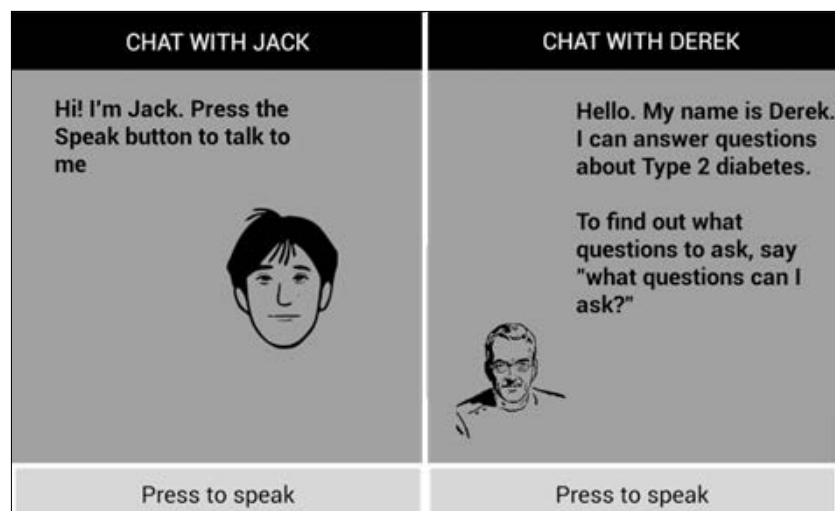 CHAT WITH JACK
Hi! I'm Jack. Press the
Speak button to talk to
me
Press to speak
CHAT WITH DEREK
Hello. My name is Derek.
I can answer questions
about Type 2 diabetes.
To find out what
questions to ask, say
"what questions can I
ask?"
Press to speak